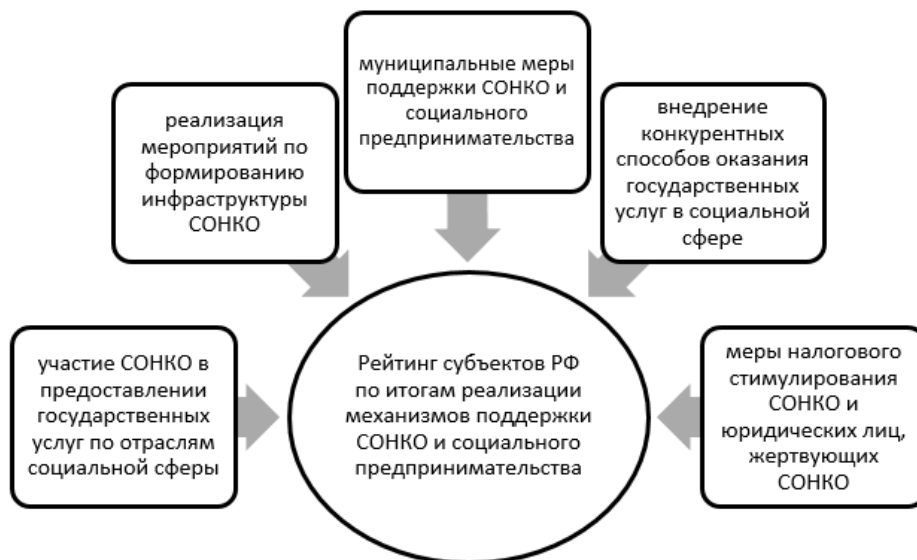 муниципальные меры
поддержки СОНКО и
социального
предпринимательства
реализация
мероприятий по
формированию
инфраструктуры
СОНКО
внедрение
конкурентных
способов оказания
государственных
услуг в социальной
сфере
участие СОНКО в
предоставлении
государственных
услуг по отраслям
социальной сферы
Рейтинг субъектов РФ
по итогам реализации
механизмов поддержки
СОНКО и социального
предпринимательства
меры налогового
стимулирования
СОНКО и
юридических лиц,
жертвующих
СОНКО